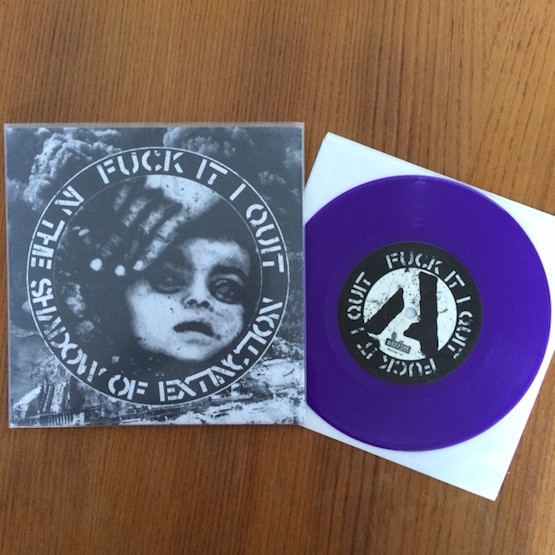 FUCK IT I QUIT
IN THE SHADOW OF EXTINCTION
FUCK IT I QUIT
FUCK IT I QUIT
A